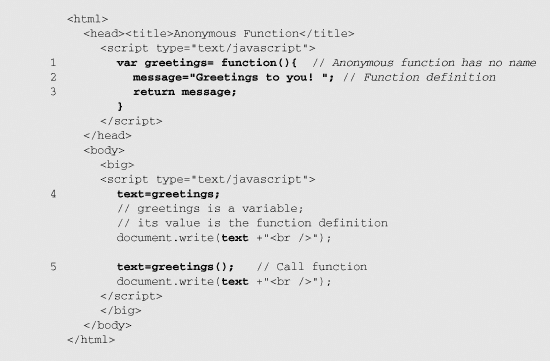 <html>
<head><title>Anonymous Function</title>
<script type="text/javascript">
1 var greetings= function(){ // Anonymous function has no name
2 message="Greetings to you! "; // Function definition
3 return message;
}
</script>
</head>
<body>
<big>
<script type="text/javascript">
4 text=greetings;
// greetings is a variable;
// its value is the function definition
document.write(text +"<br />");
5 text=greetings(); // Call function
document.write(text +"<br />");
</script>
</big>
</body>
</html>